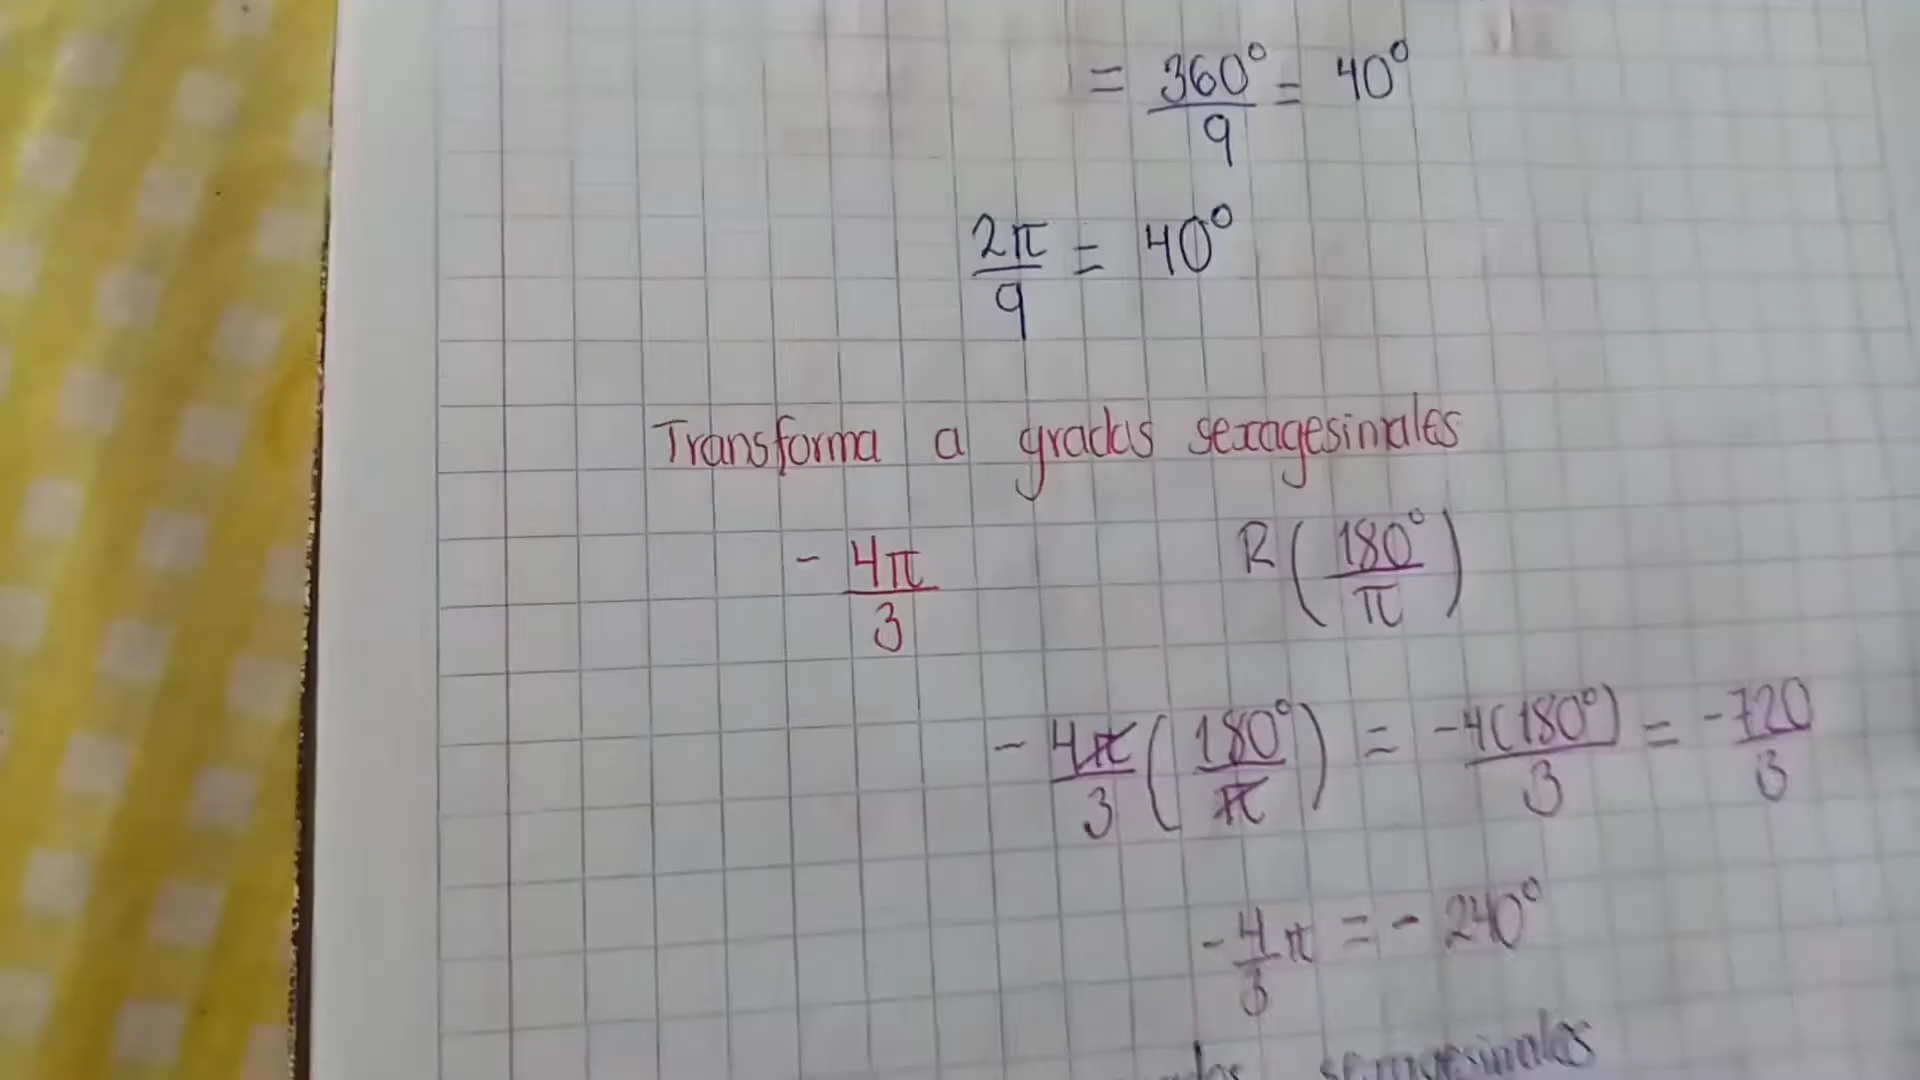 = 360° / 9 = 40°
2π / 9 = 40°
Transforma a grados sexagesimales
- 4π / 3    R ( 180° / π )
- 4π / 3 ( 180° / π ) = -4(180°) / 3 = -720 / 3
- 4 / 3 π = - 240°
sexagesimales